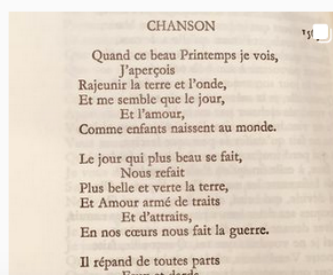 CHANSON
Quand ce beau Printemps je vois,
J'aperçois
Rajeunir la terre et l'onde,
Et me semble que le jour,
Et l'amour,
Comme enfants naissent au monde.
Le jour qui plus beau se fait,
Nous refait
Plus belle et verte la terre,
Et Amour armé de traits
Et d'attraits,
En nos cœurs nous fait la guerre.
Il répand de toutes parts